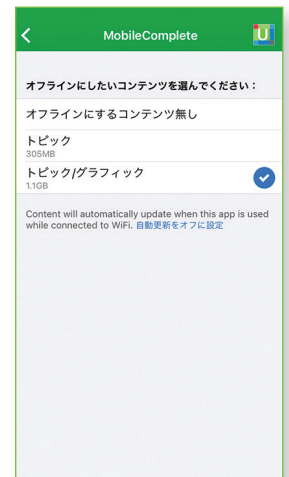 MobileComplete
U
オフラインにしたいコンテンツを選んでください：
オフラインにするコンテンツ無し
トピック
305MB
トピック/グラフィック
1.1GB
Content will automatically update when this app is used
while connected to WiFi. 自動更新をオフに設定